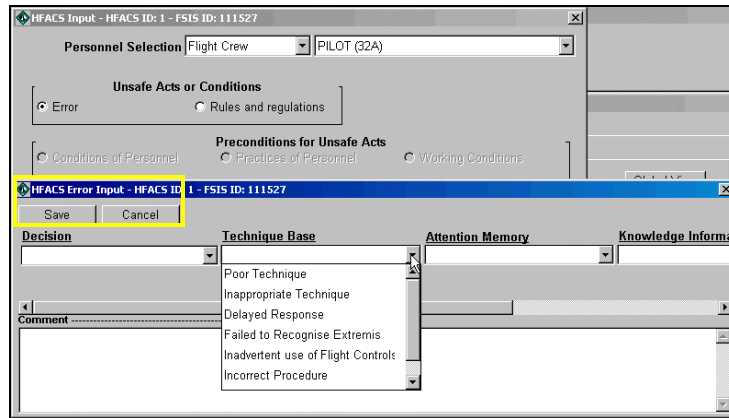 HFACS Input - HFACS ID: 1 - FSIS ID: 111527
Personnel Selection Flight Crew PILOT (32A)
Unsafe Acts or Conditions
Error Rules and regulations
Preconditions for Unsafe Acts
Conditions of Personnel Practices of Personnel Working Conditions
HFACS Error Input - HFACS ID: 1 - FSIS ID: 111527
Save Cancel
Decision Technique Base Attention Memory Knowledge Informa
Poor Technique
Inappropriate Technique
Delayed Response
Comment
Failed to Recognise Extremis
Inadvertent use of Flight Controls
Incorrect Procedure